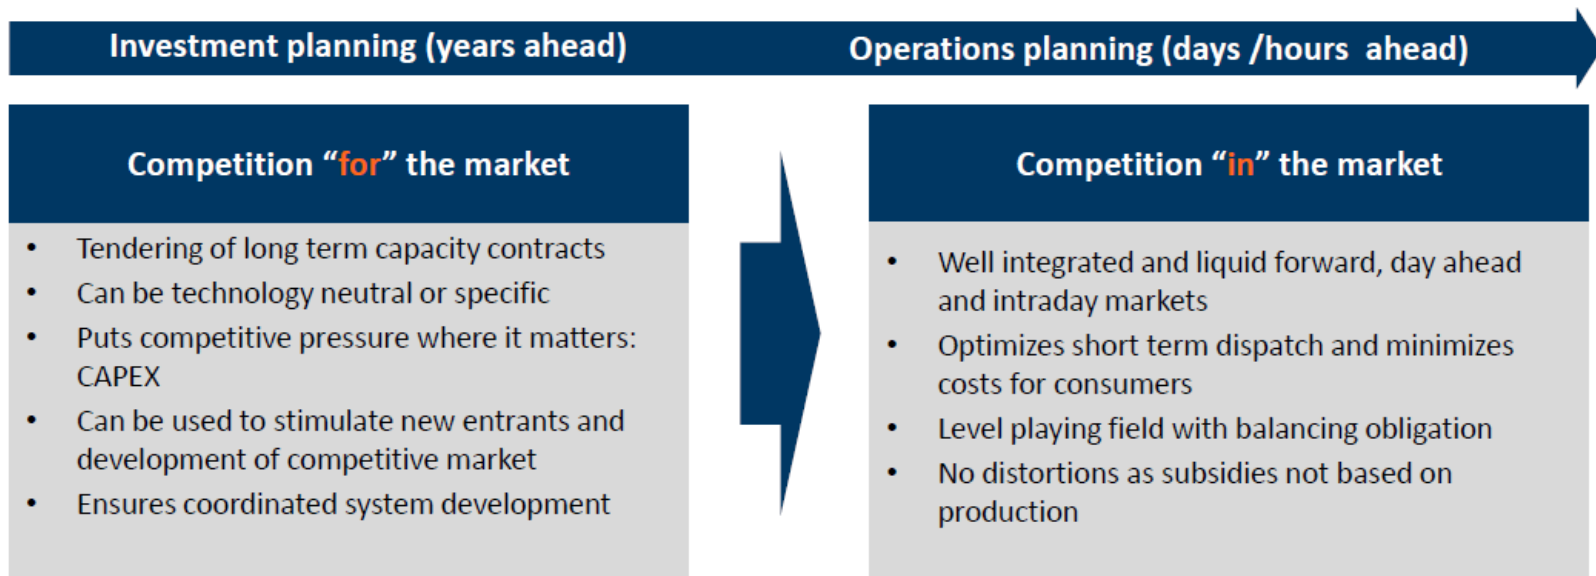 Investment planning (years ahead)
Operations planning (days /hours  ahead)
Competition “for” the market
• Tendering of long term capacity contracts
• Can be technology neutral or specific
• Puts competitive pressure where it matters:
CAPEX
• Can be used to stimulate new entrants and
development of competitive market
• Ensures coordinated system development
Competition “in” the market
• Well integrated and liquid forward, day ahead
and intraday markets
• Optimizes short term dispatch and minimizes
costs for consumers
• Level playing field with balancing obligation
• No distortions as subsidies not based on
production